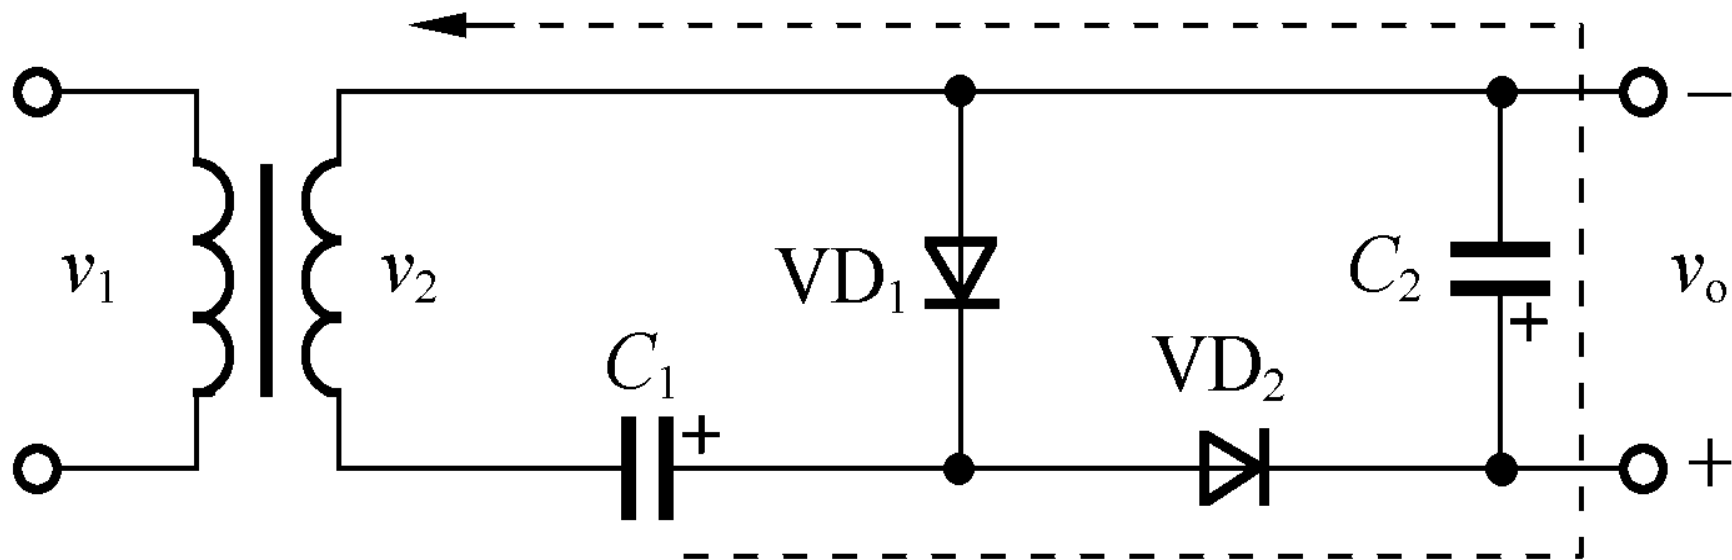 −
v₁
v₂
VD₁
C₂
vₒ
+
C₁
VD₂
+
+